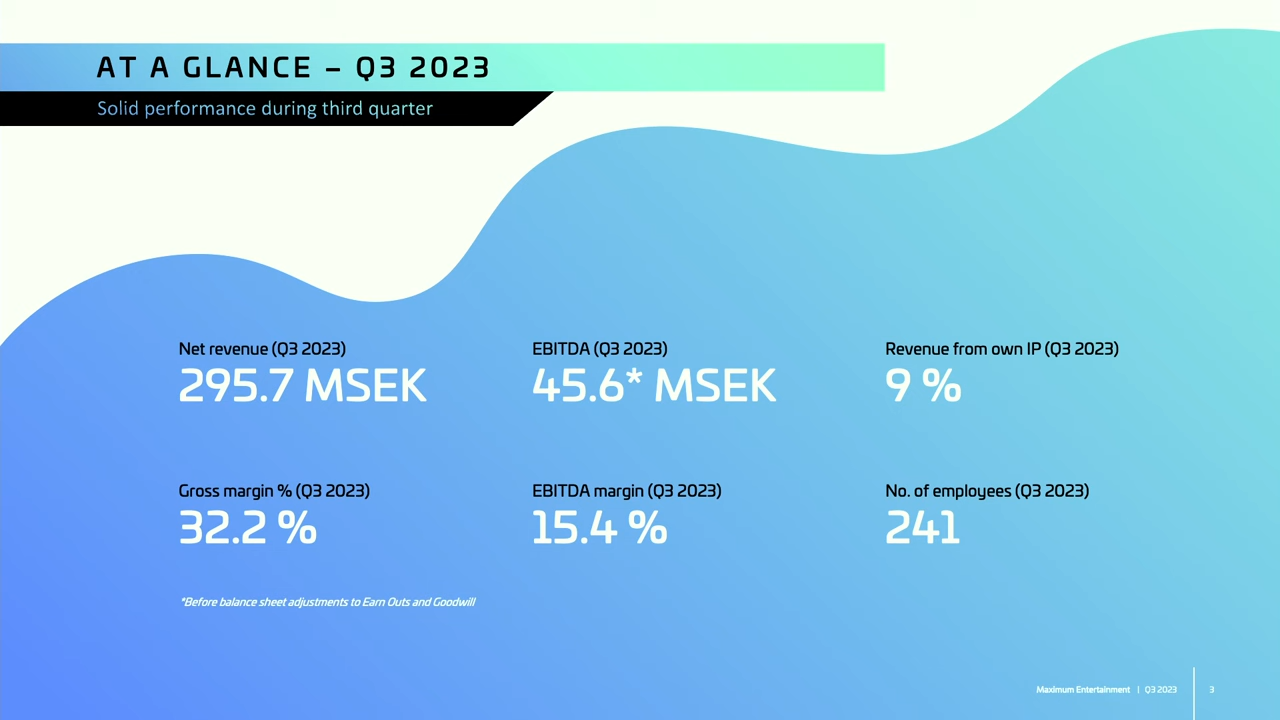 AT A GLANCE – Q3 2023
Solid performance during third quarter
Net revenue (Q3 2023)
295.7 MSEK
EBITDA (Q3 2023)
45.6* MSEK
Revenue from own IP (Q3 2023)
9 %
Gross margin % (Q3 2023)
32.2 %
EBITDA margin (Q3 2023)
15.4 %
No. of employees (Q3 2023)
241
*Before balance sheet adjustments to Earn Outs and Goodwill
Maximum Entertainment | Q3 2023 3